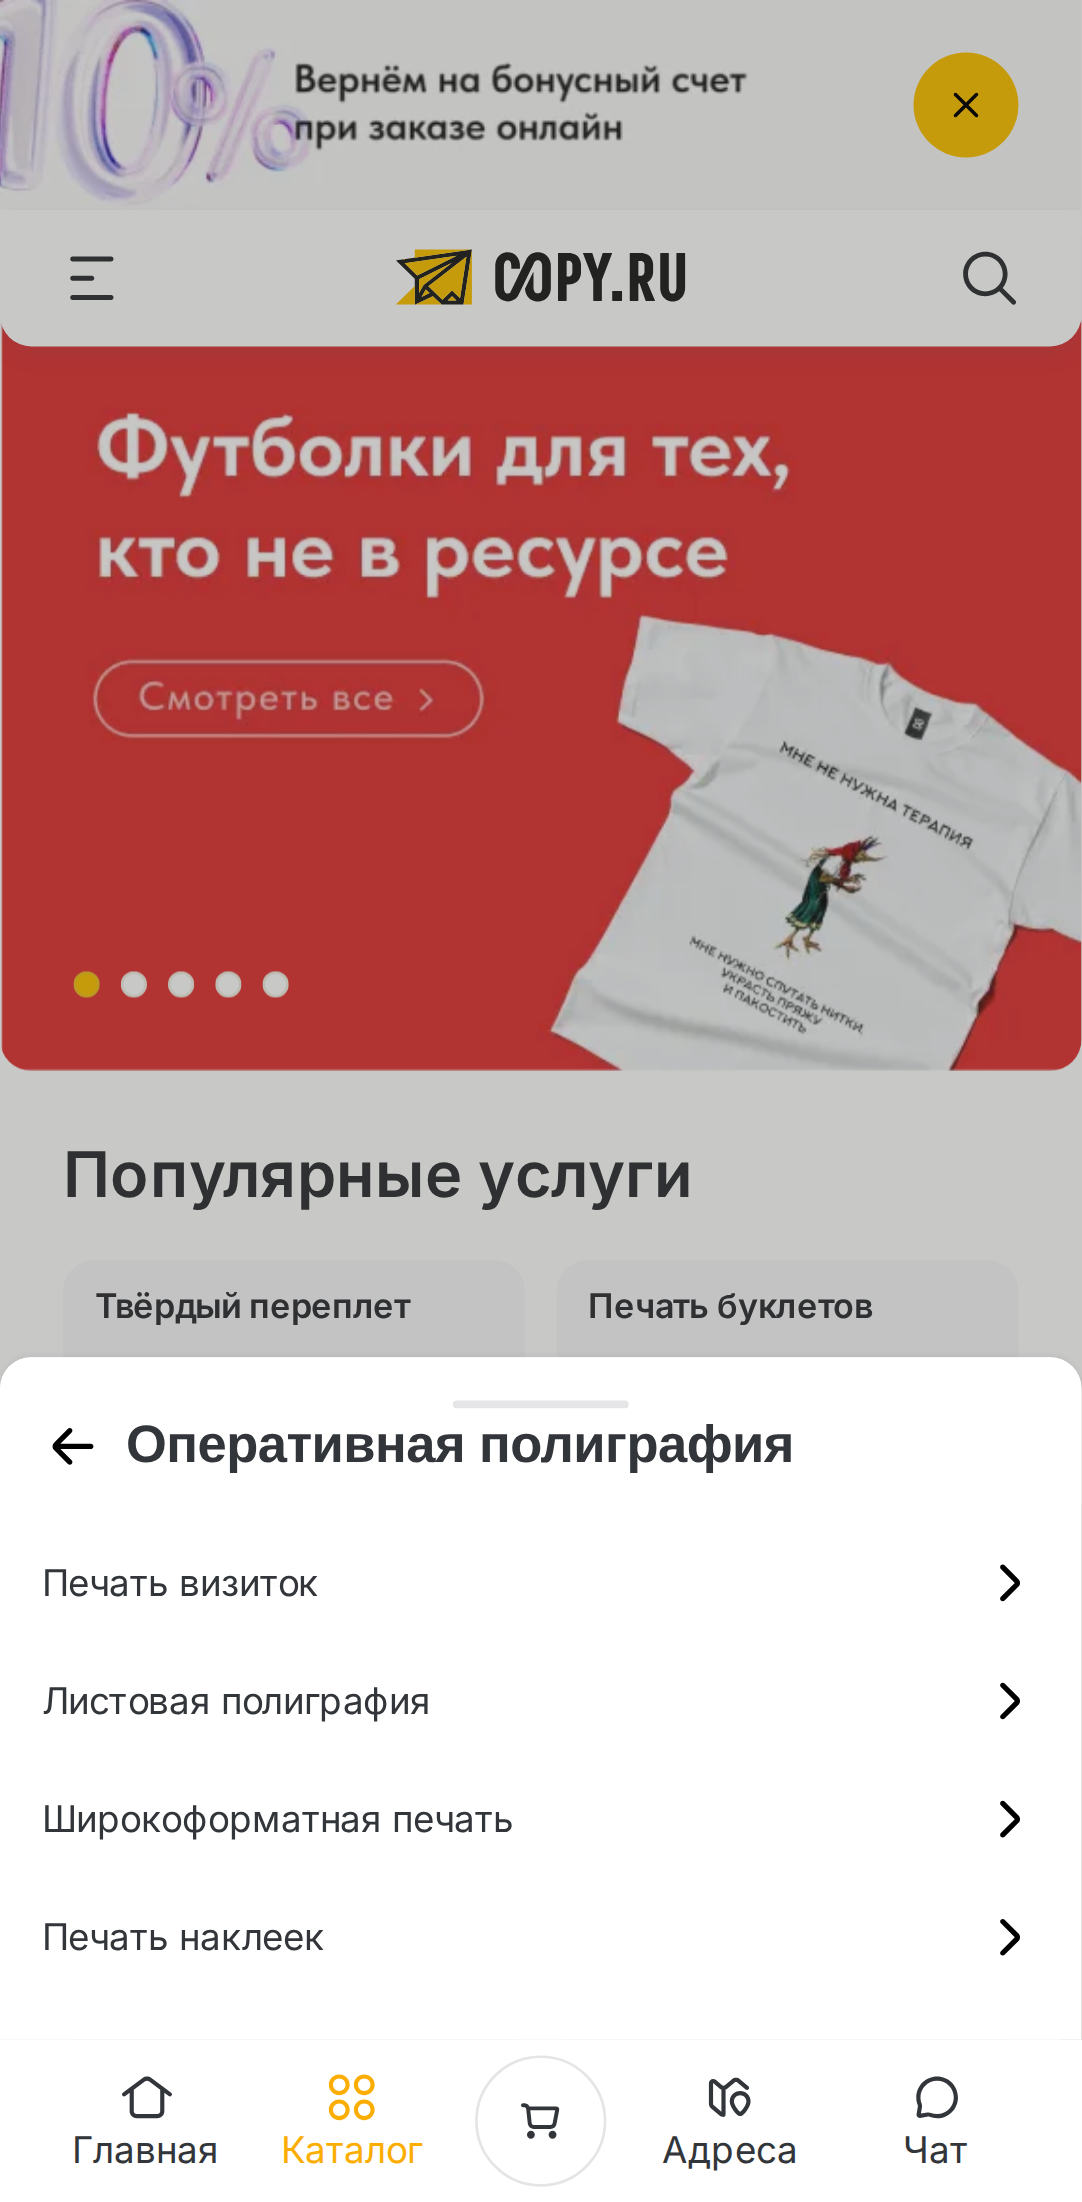 10%
Вернём на бонусный счет
при заказе онлайн
COPY.RU
Футболки для тех,
кто не в ресурсе
Смотреть все
МНЕ НЕ НУЖНА ТЕРАПИЯ
МНЕ НУЖНО СПУТАТЬ НИТКИ,
УКРАСТЬ ПРЯЖУ
И ПАКОСТИТЬ
Популярные услуги
Твёрдый переплет
Печать буклетов
Оперативная полиграфия
Печать визиток
Листовая полиграфия
Широкоформатная печать
Печать наклеек
Главная
Каталог
Адреса
Чат